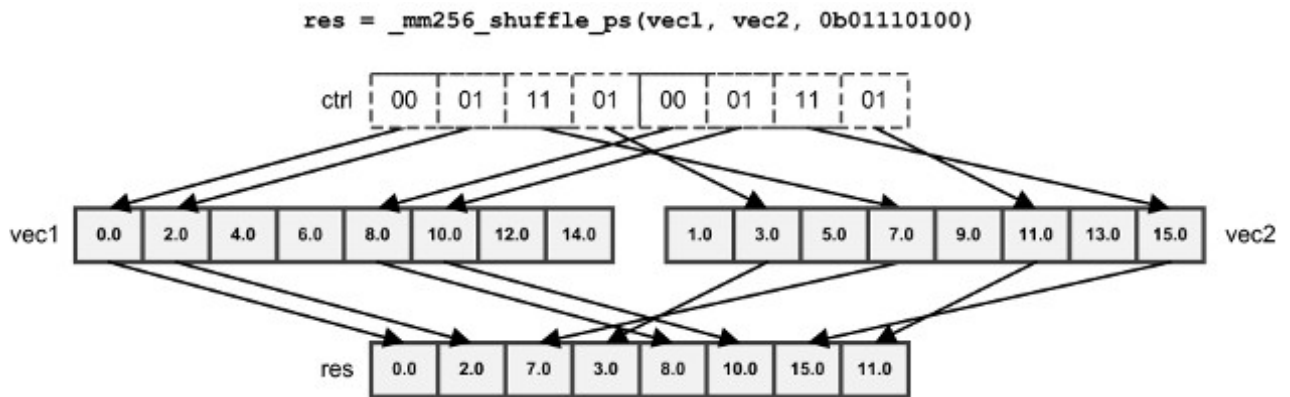 res = _mm256_shuffle_ps(vec1, vec2, 0b01110100)
ctrl 00 01 11 01 00 01 11 01
vec1 0.0 2.0 4.0 6.0 8.0 10.0 12.0 14.0 1.0 3.0 5.0 7.0 9.0 11.0 13.0 15.0 vec2
res 0.0 2.0 7.0 3.0 8.0 10.0 15.0 11.0